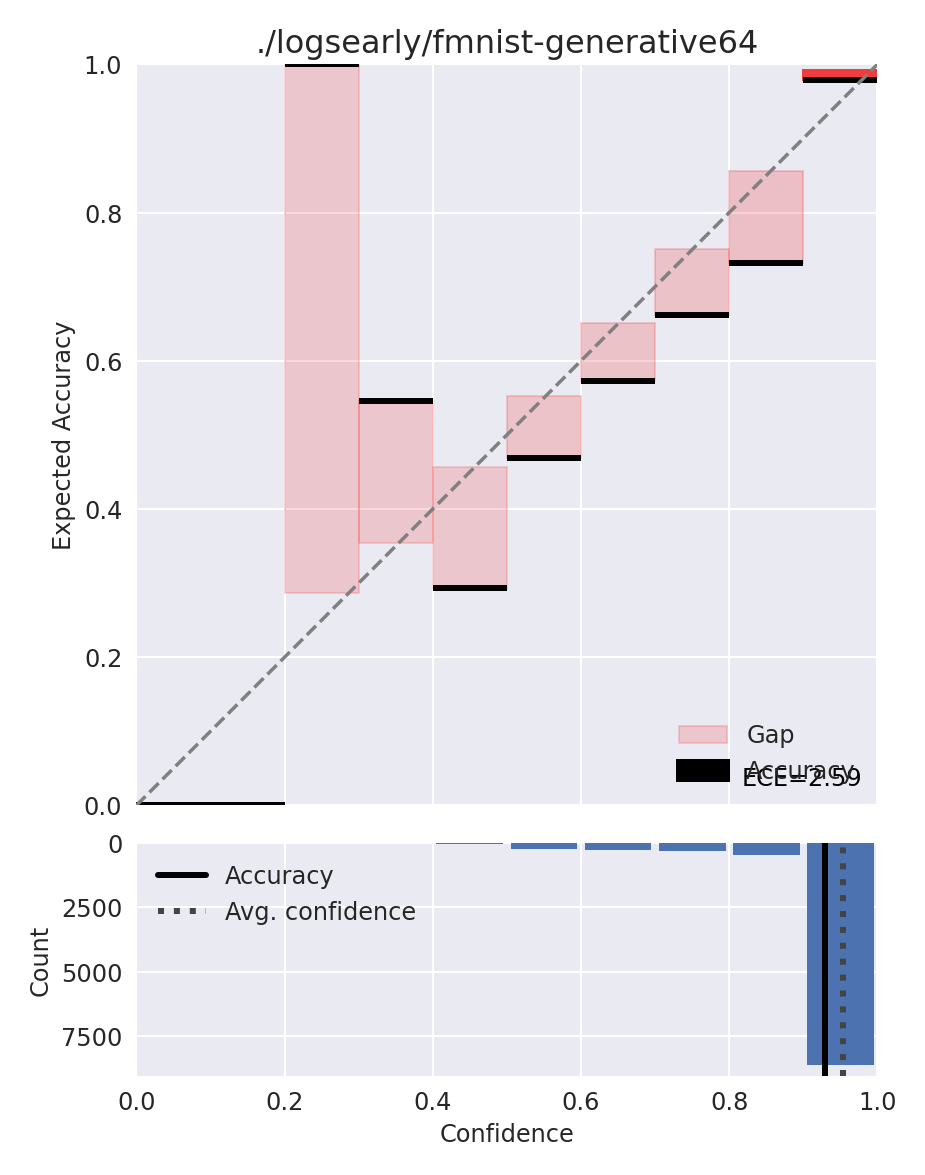 ./logsearly/fmnist-generative64
1.0
0.8
0.6
0.4
0.2
0.0
Expected Accuracy
Gap
Accuracy
ECE=2.59
0
2500
5000
7500
Count
Accuracy
Avg. confidence
0.0 0.2 0.4 0.6 0.8 1.0
Confidence